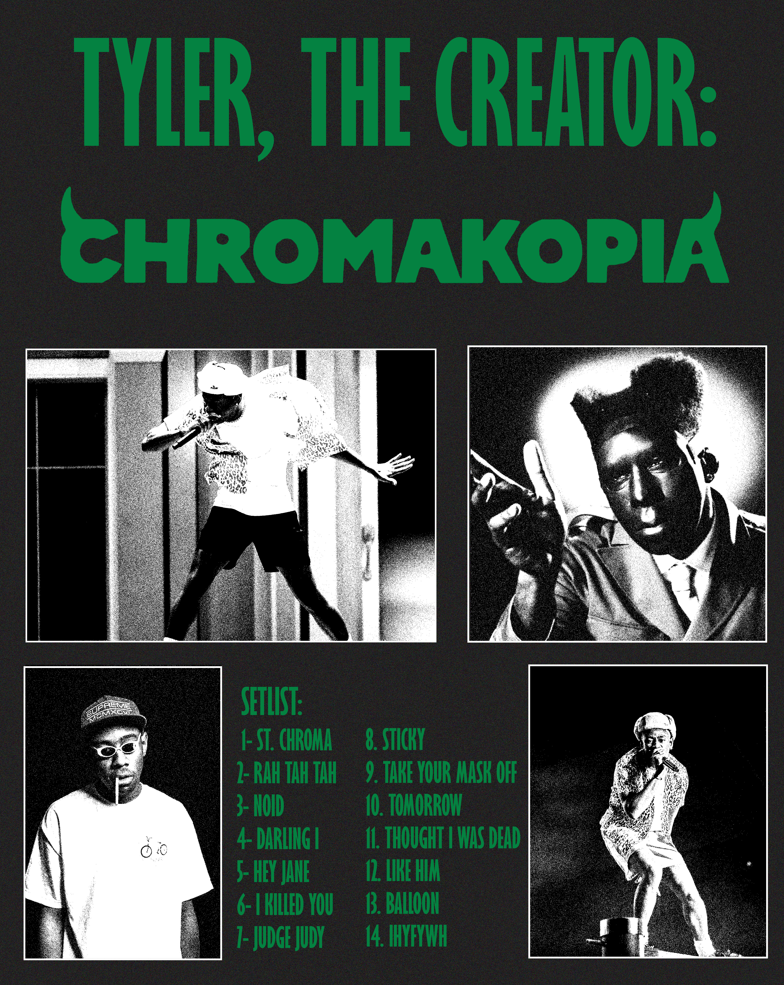 TYLER, THE CREATOR:
CHROMAKOPIA
SUPREME
MCMXCIV
SETLIST:
1- ST. CHROMA
2- RAH TAH TAH
3- NOID
4- DARLING I
5- HEY JANE
6- I KILLED YOU
7- JUDGE JUDY
8. STICKY
9. TAKE YOUR MASK OFF
10. TOMORROW
11. THOUGHT I WAS DEAD
12. LIKE HIM
13. BALLOON
14. IHYFYWH